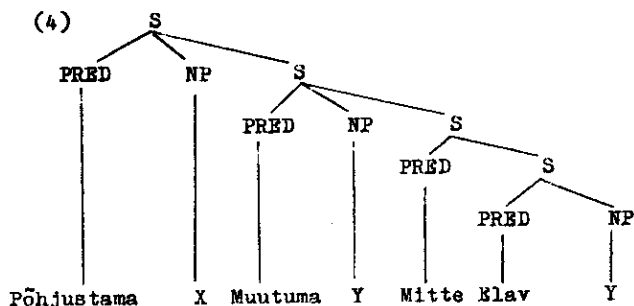 (4) S
PRED NP S
PRED NP S
PRED S
PRED NP
Põhjustama X Muutuma Y Mitte Elav Y